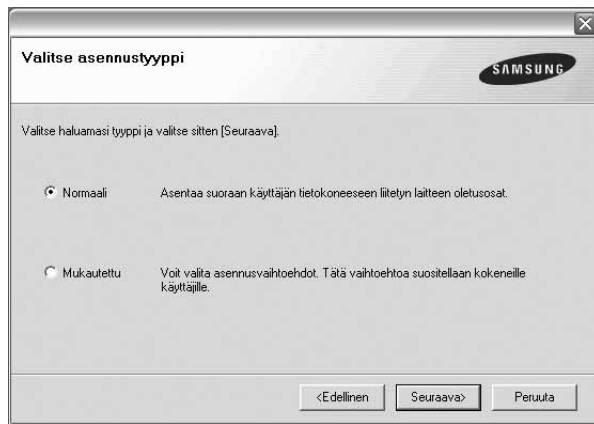 Valitse asennustyyppi
SAMSUNG
Valitse haluamasi tyyppi ja valitse sitten [Seuraava].
Normaali Asentaa suoraan käyttäjän tietokoneeseen liitetyn laitteen oletusosat.
Mukautettu Voit valita asennusvaihtoehdot. Tätä vaihtoehtoa suositellaan kokeneille
käyttäjille.
<Edellinen Seuraava> Peruuta